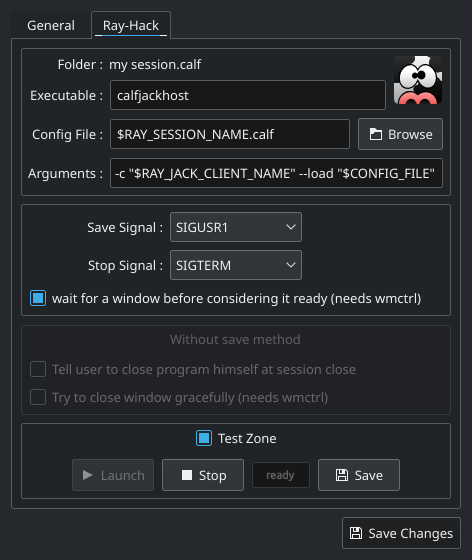 General Ray-Hack
Folder : my session.calf
Executable : calfjackhost
Config File : $RAY_SESSION_NAME.calf Browse
Arguments : -c "$RAY_JACK_CLIENT_NAME" --load "$CONFIG_FILE"
Save Signal : SIGUSR1
Stop Signal : SIGTERM
wait for a window before considering it ready (needs wmctrl)
Without save method
Tell user to close program himself at session close
Try to close window gracefully (needs wmctrl)
Test Zone
Launch Stop ready Save
Save Changes